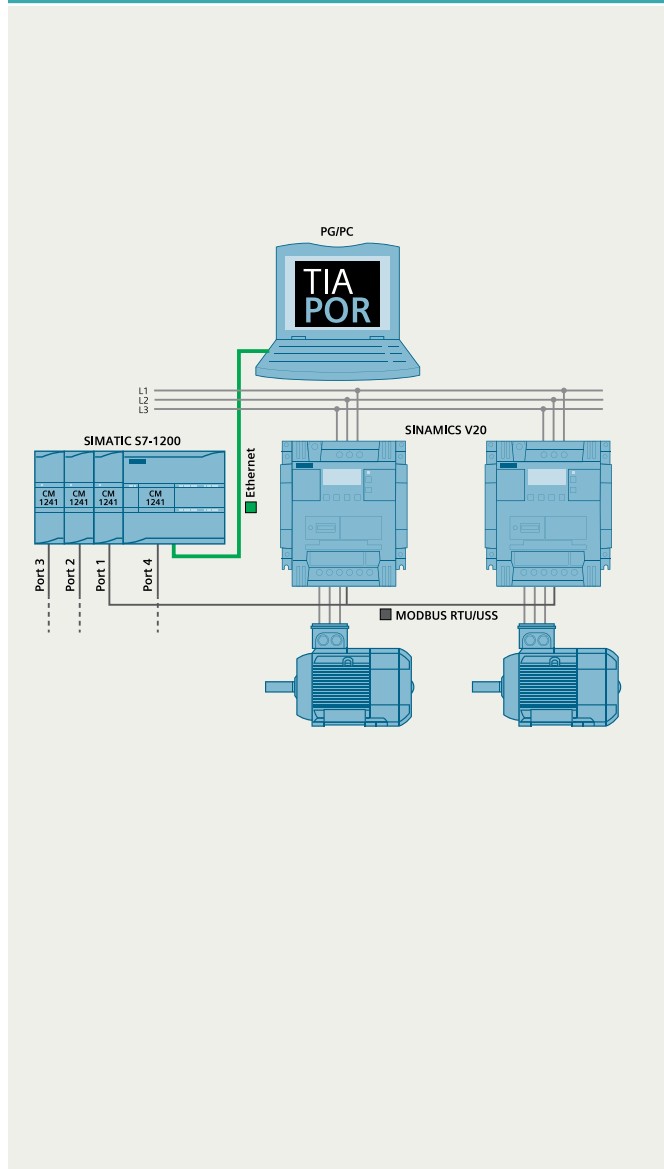 PG/PC
TIA
POR
L1
L2
L3
SINAMICS V20
SIMATIC S7-1200
Ethernet
CM
1241
CM
1241
CM
1241
CM
1241
Port 3
Port 2
Port 1
Port 4
MODBUS RTU/USS